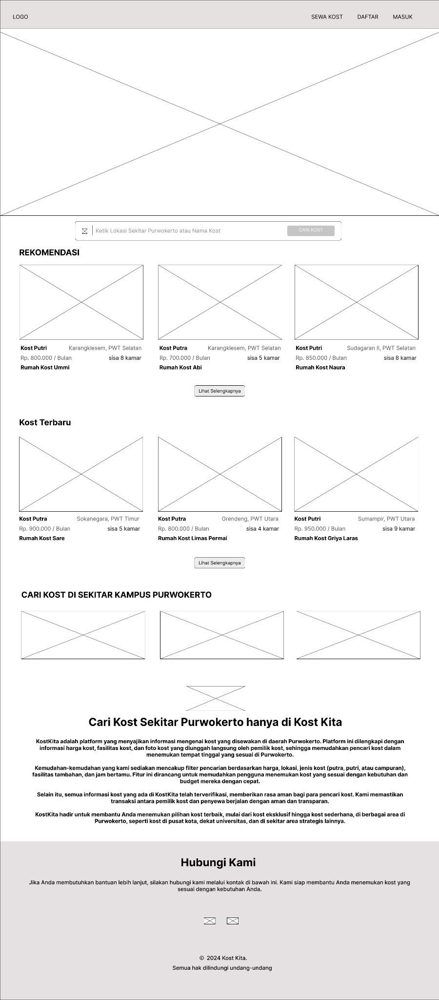 LOGO SEWA KOST DAFTAR MASUK
Ketik Lokasi Sekitar Purwokerto atau Nama Kost CARI KOST
REKOMENDASI
Kost Putri Karangklesem, PWT Selatan
Rp. 800.000 / Bulan sisa 8 kamar
Rumah Kost Ummi
Kost Putra Karangklesem, PWT Selatan
Rp. 700.000 / Bulan sisa 5 kamar
Rumah Kost Abi
Kost Putri Sudagaran II, PWT Selatan
Rp. 850.000 / Bulan sisa 8 kamar
Rumah Kost Naura
Lihat Selengkapnya
Kost Terbaru
Kost Putra Sokanegara, PWT Timur
Rp. 900.000 / Bulan sisa 5 kamar
Rumah Kost Sare
Kost Putra Grendeng, PWT Utara
Rp. 800.000 / Bulan sisa 4 kamar
Rumah Kost Limas Permai
Kost Putri Sumampir, PWT Utara
Rp. 950.000 / Bulan sisa 9 kamar
Rumah Kost Griya Laras
Lihat Selengkapnya
CARI KOST DI SEKITAR KAMPUS PURWOKERTO
Cari Kost Sekitar Purwokerto hanya di Kost Kita
KostKita adalah platform yang menyajikan informasi mengenai kost yang disewakan di daerah Purwokerto. Platform ini dilengkapi dengan
informasi harga kost, fasilitas kost, dan foto kost yang diunggah langsung oleh pemilik kost, sehingga memudahkan pencari kost dalam
menemukan tempat tinggal yang sesuai di Purwokerto.
Kemudahan-kemudahan yang kami sediakan mencakup filter pencarian berdasarkan harga, lokasi, jenis kost (putra, putri, atau campuran),
fasilitas tambahan, dan jam bertamu. Fitur ini dirancang untuk memudahkan pengguna menemukan kost yang sesuai dengan kebutuhan dan
budget mereka dengan cepat.
Selain itu, semua informasi kost yang ada di KostKita telah terverifikasi, memberikan rasa aman bagi para pencari kost. Kami memastikan
transaksi antara pemilik kost dan penyewa berjalan dengan aman dan transparan.
KostKita hadir untuk membantu Anda menemukan pilihan kost terbaik, mulai dari kost eksklusif hingga kost sederhana, di berbagai area di
Purwokerto, seperti kost di pusat kota, dekat universitas, dan di sekitar area strategis lainnya.
Hubungi Kami
Jika Anda membutuhkan bantuan lebih lanjut, silakan hubungi kami melalui kontak di bawah ini. Kami siap membantu Anda menemukan kost yang
sesuai dengan kebutuhan Anda.
© 2024 Kost Kita.
Semua hak dilindungi undang-undang